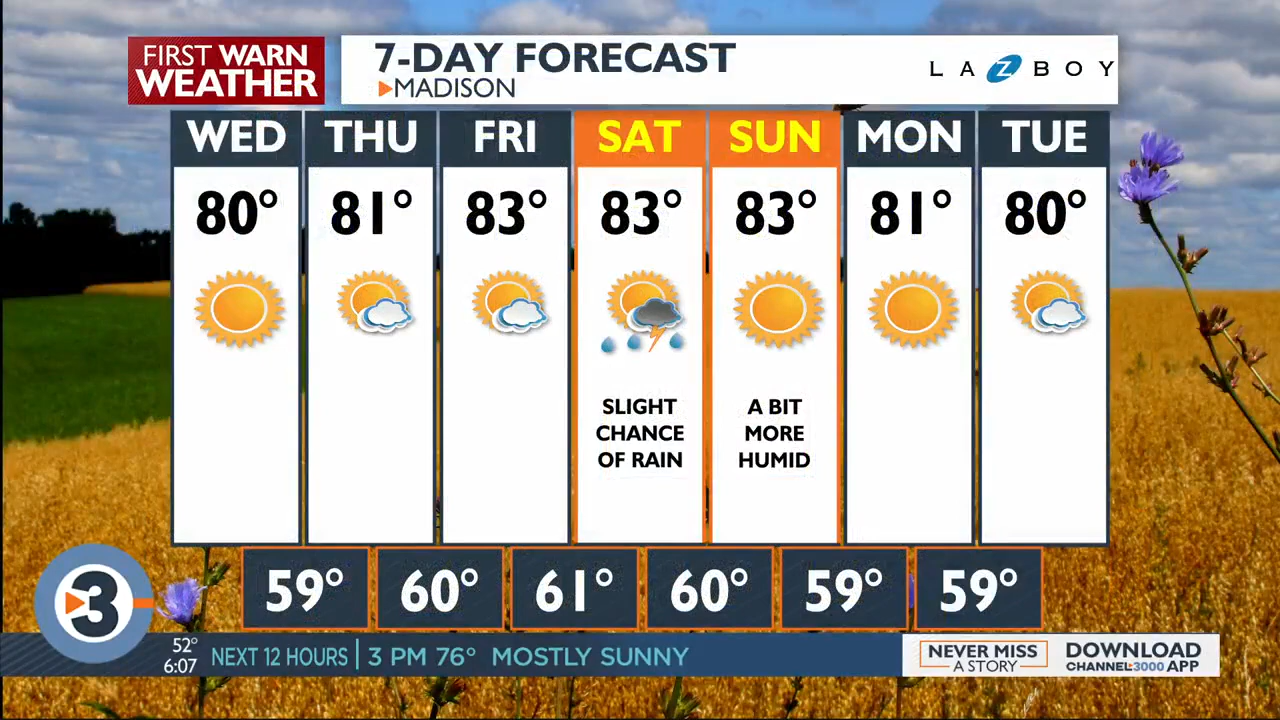 FIRST WARN
WEATHER
7-DAY FORECAST
MADISON
LA Z BOY
WED THU FRI SAT SUN MON TUE
80° 81° 83° 83° 83° 81° 80°
SLIGHT
CHANCE
OF RAIN
A BIT
MORE
HUMID
59° 60° 61° 60° 59° 59°
3
52°
6:07
NEXT 12 HOURS 3 PM 76° MOSTLY SUNNY
NEVER MISS
A STORY
DOWNLOAD
CHANNEL3000 APP